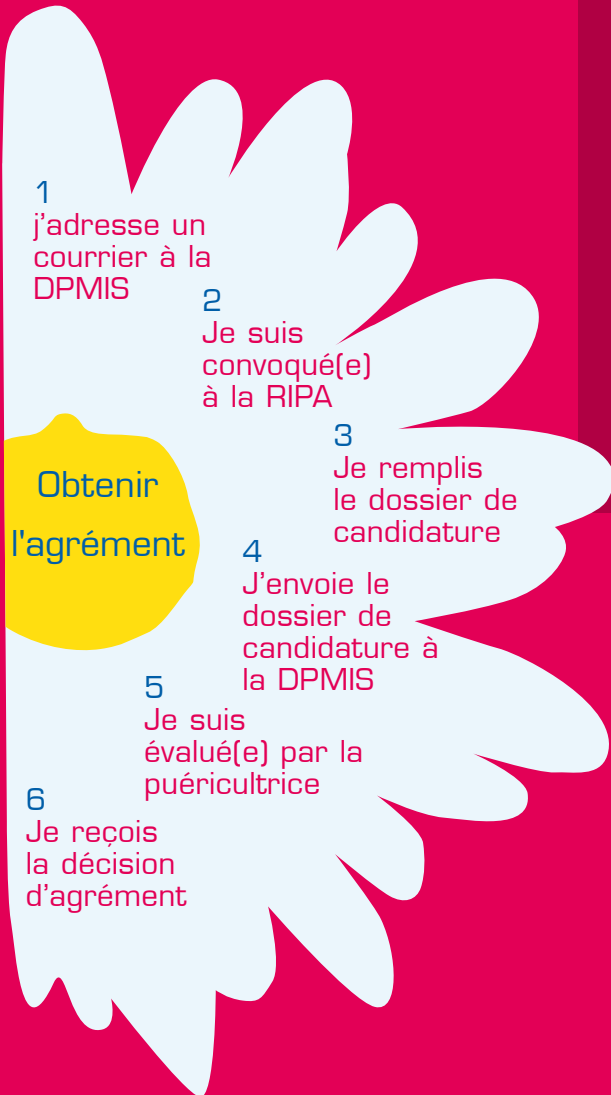 1
j'adresse un
courrier à la
DPMIS
2
Je suis
convoqué(e)
à la RIPA
3
Je remplis
le dossier de
candidature
Obtenir
l'agrément
4
J'envoie le
dossier de
candidature à
la DPMIS
5
Je suis
évalué(e) par la
puéricultrice
6
Je reçois
la décision
d'agrément